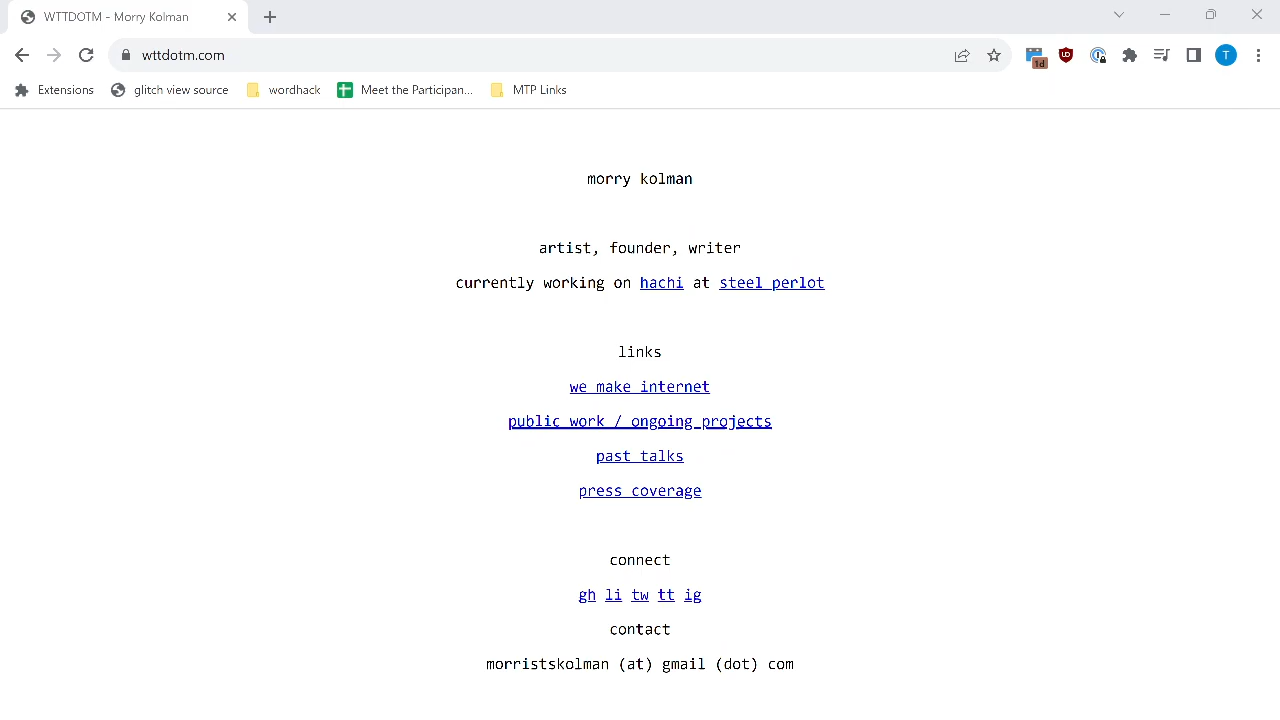 WTTDOTM - Morry Kolman
wttdotm.com
1d
T
Extensions
glitch view source
wordhack
Meet the Participan...
MTP Links
morry kolman
artist, founder, writer
currently working on hachi at steel perlot
links
we make internet
public work / ongoing projects
past talks
press coverage
connect
gh li tw tt ig
contact
morristskolman (at) gmail (dot) com